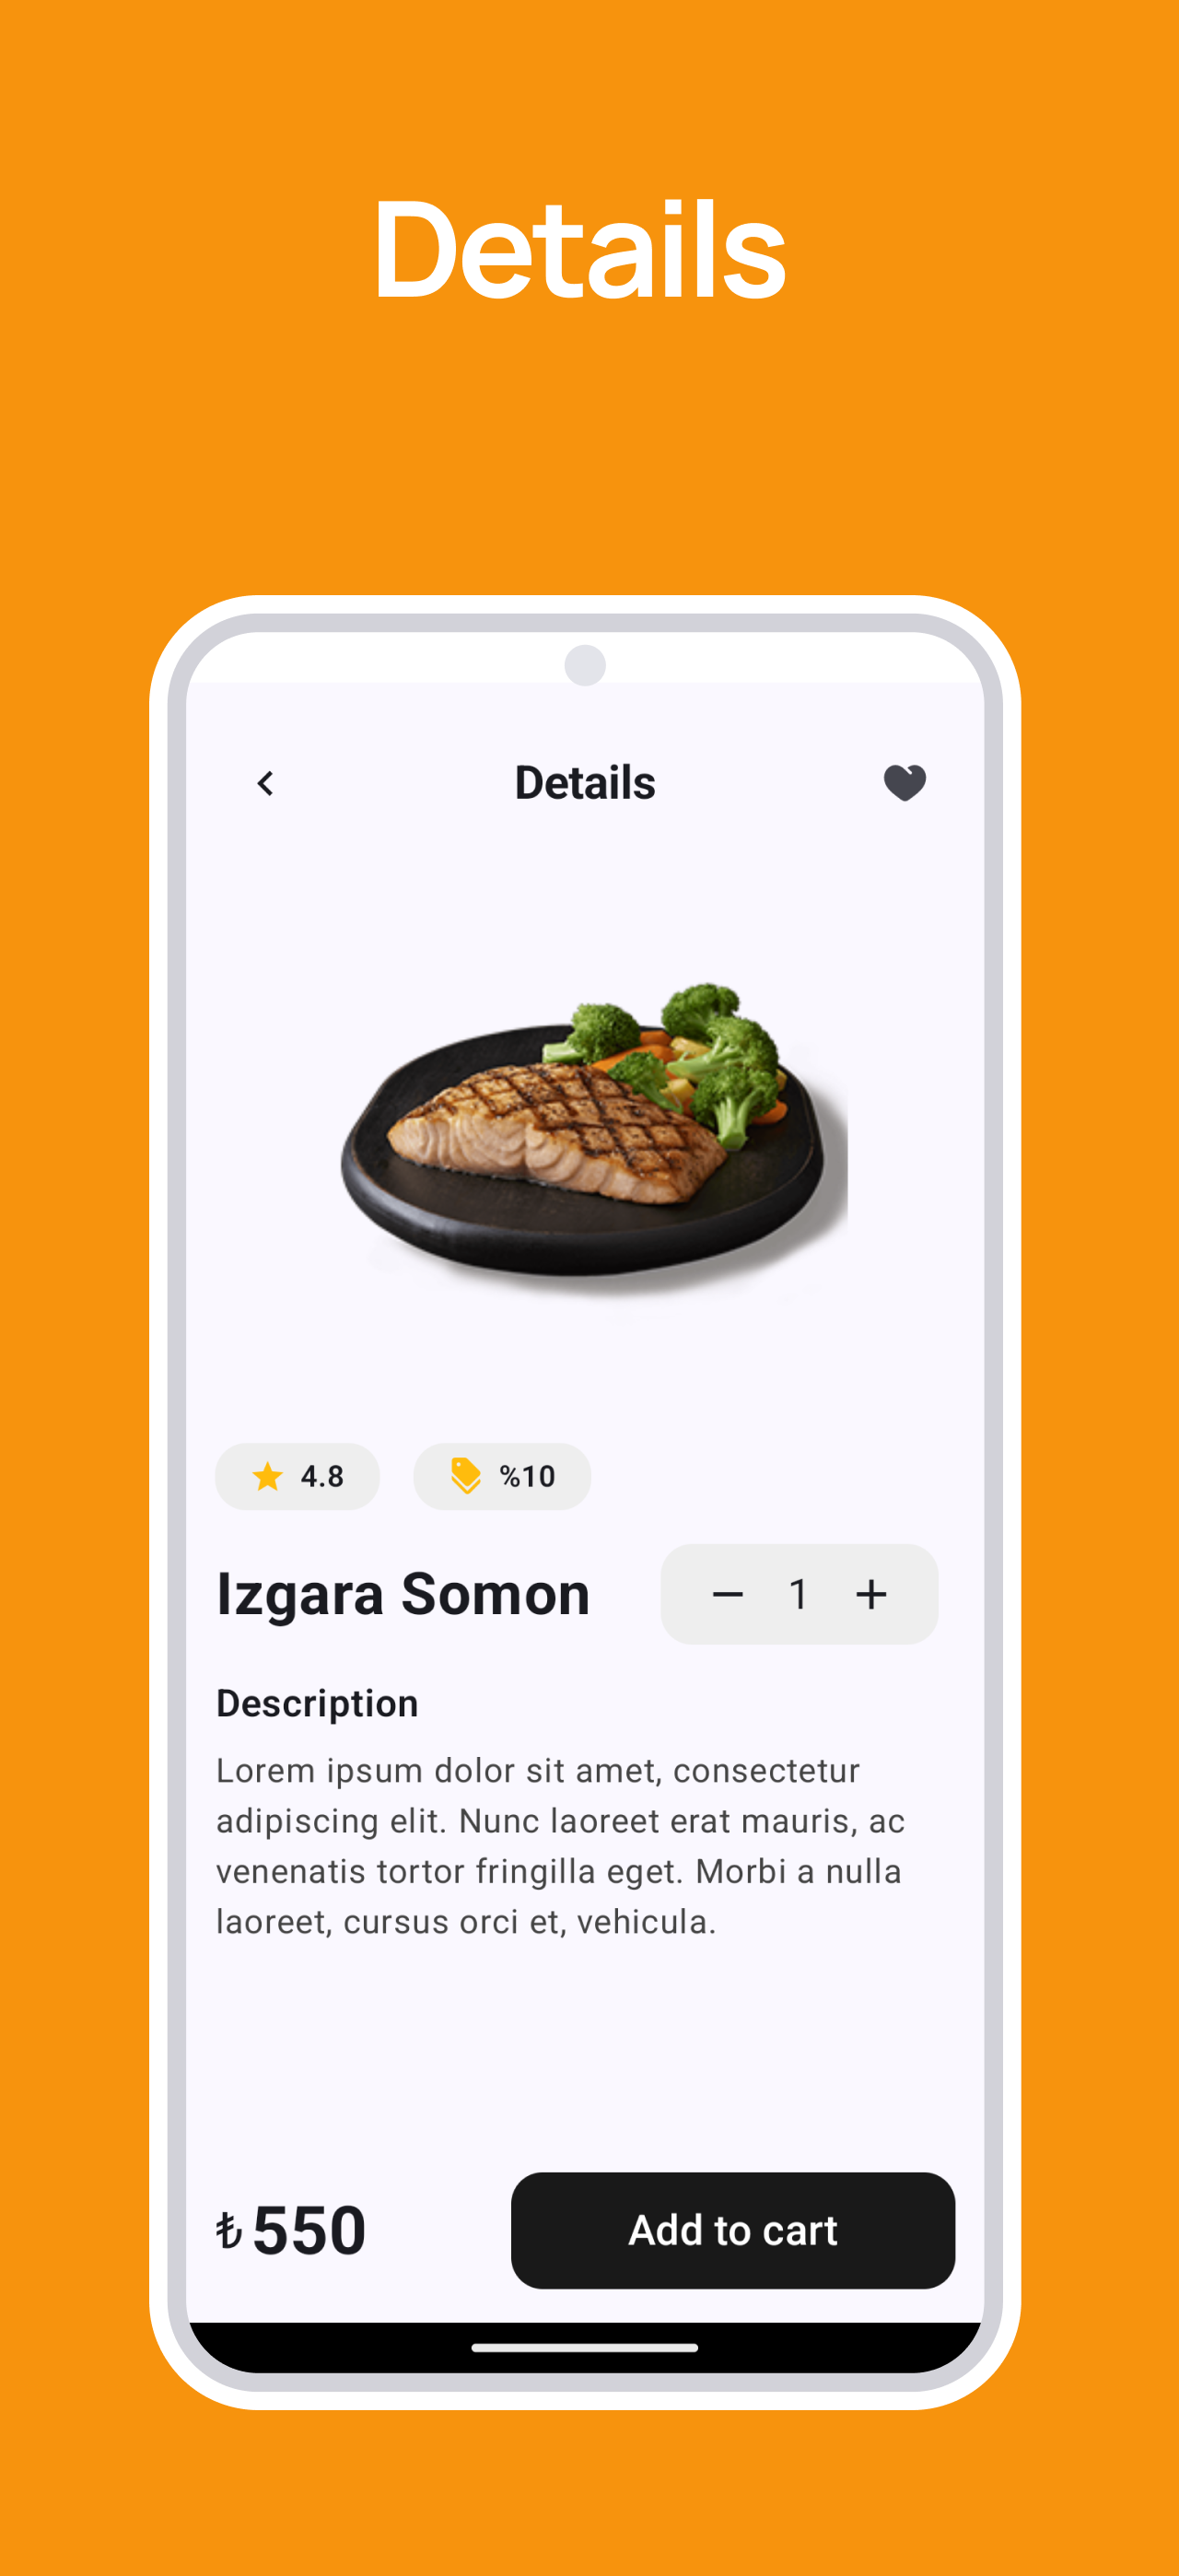 Details
Details
4.8
%10
Izgara Somon
1
Description
Lorem ipsum dolor sit amet, consectetur
adipiscing elit. Nunc laoreet erat mauris, ac
venenatis tortor fringilla eget. Morbi a nulla
laoreet, cursus orci et, vehicula.
₺550
Add to cart